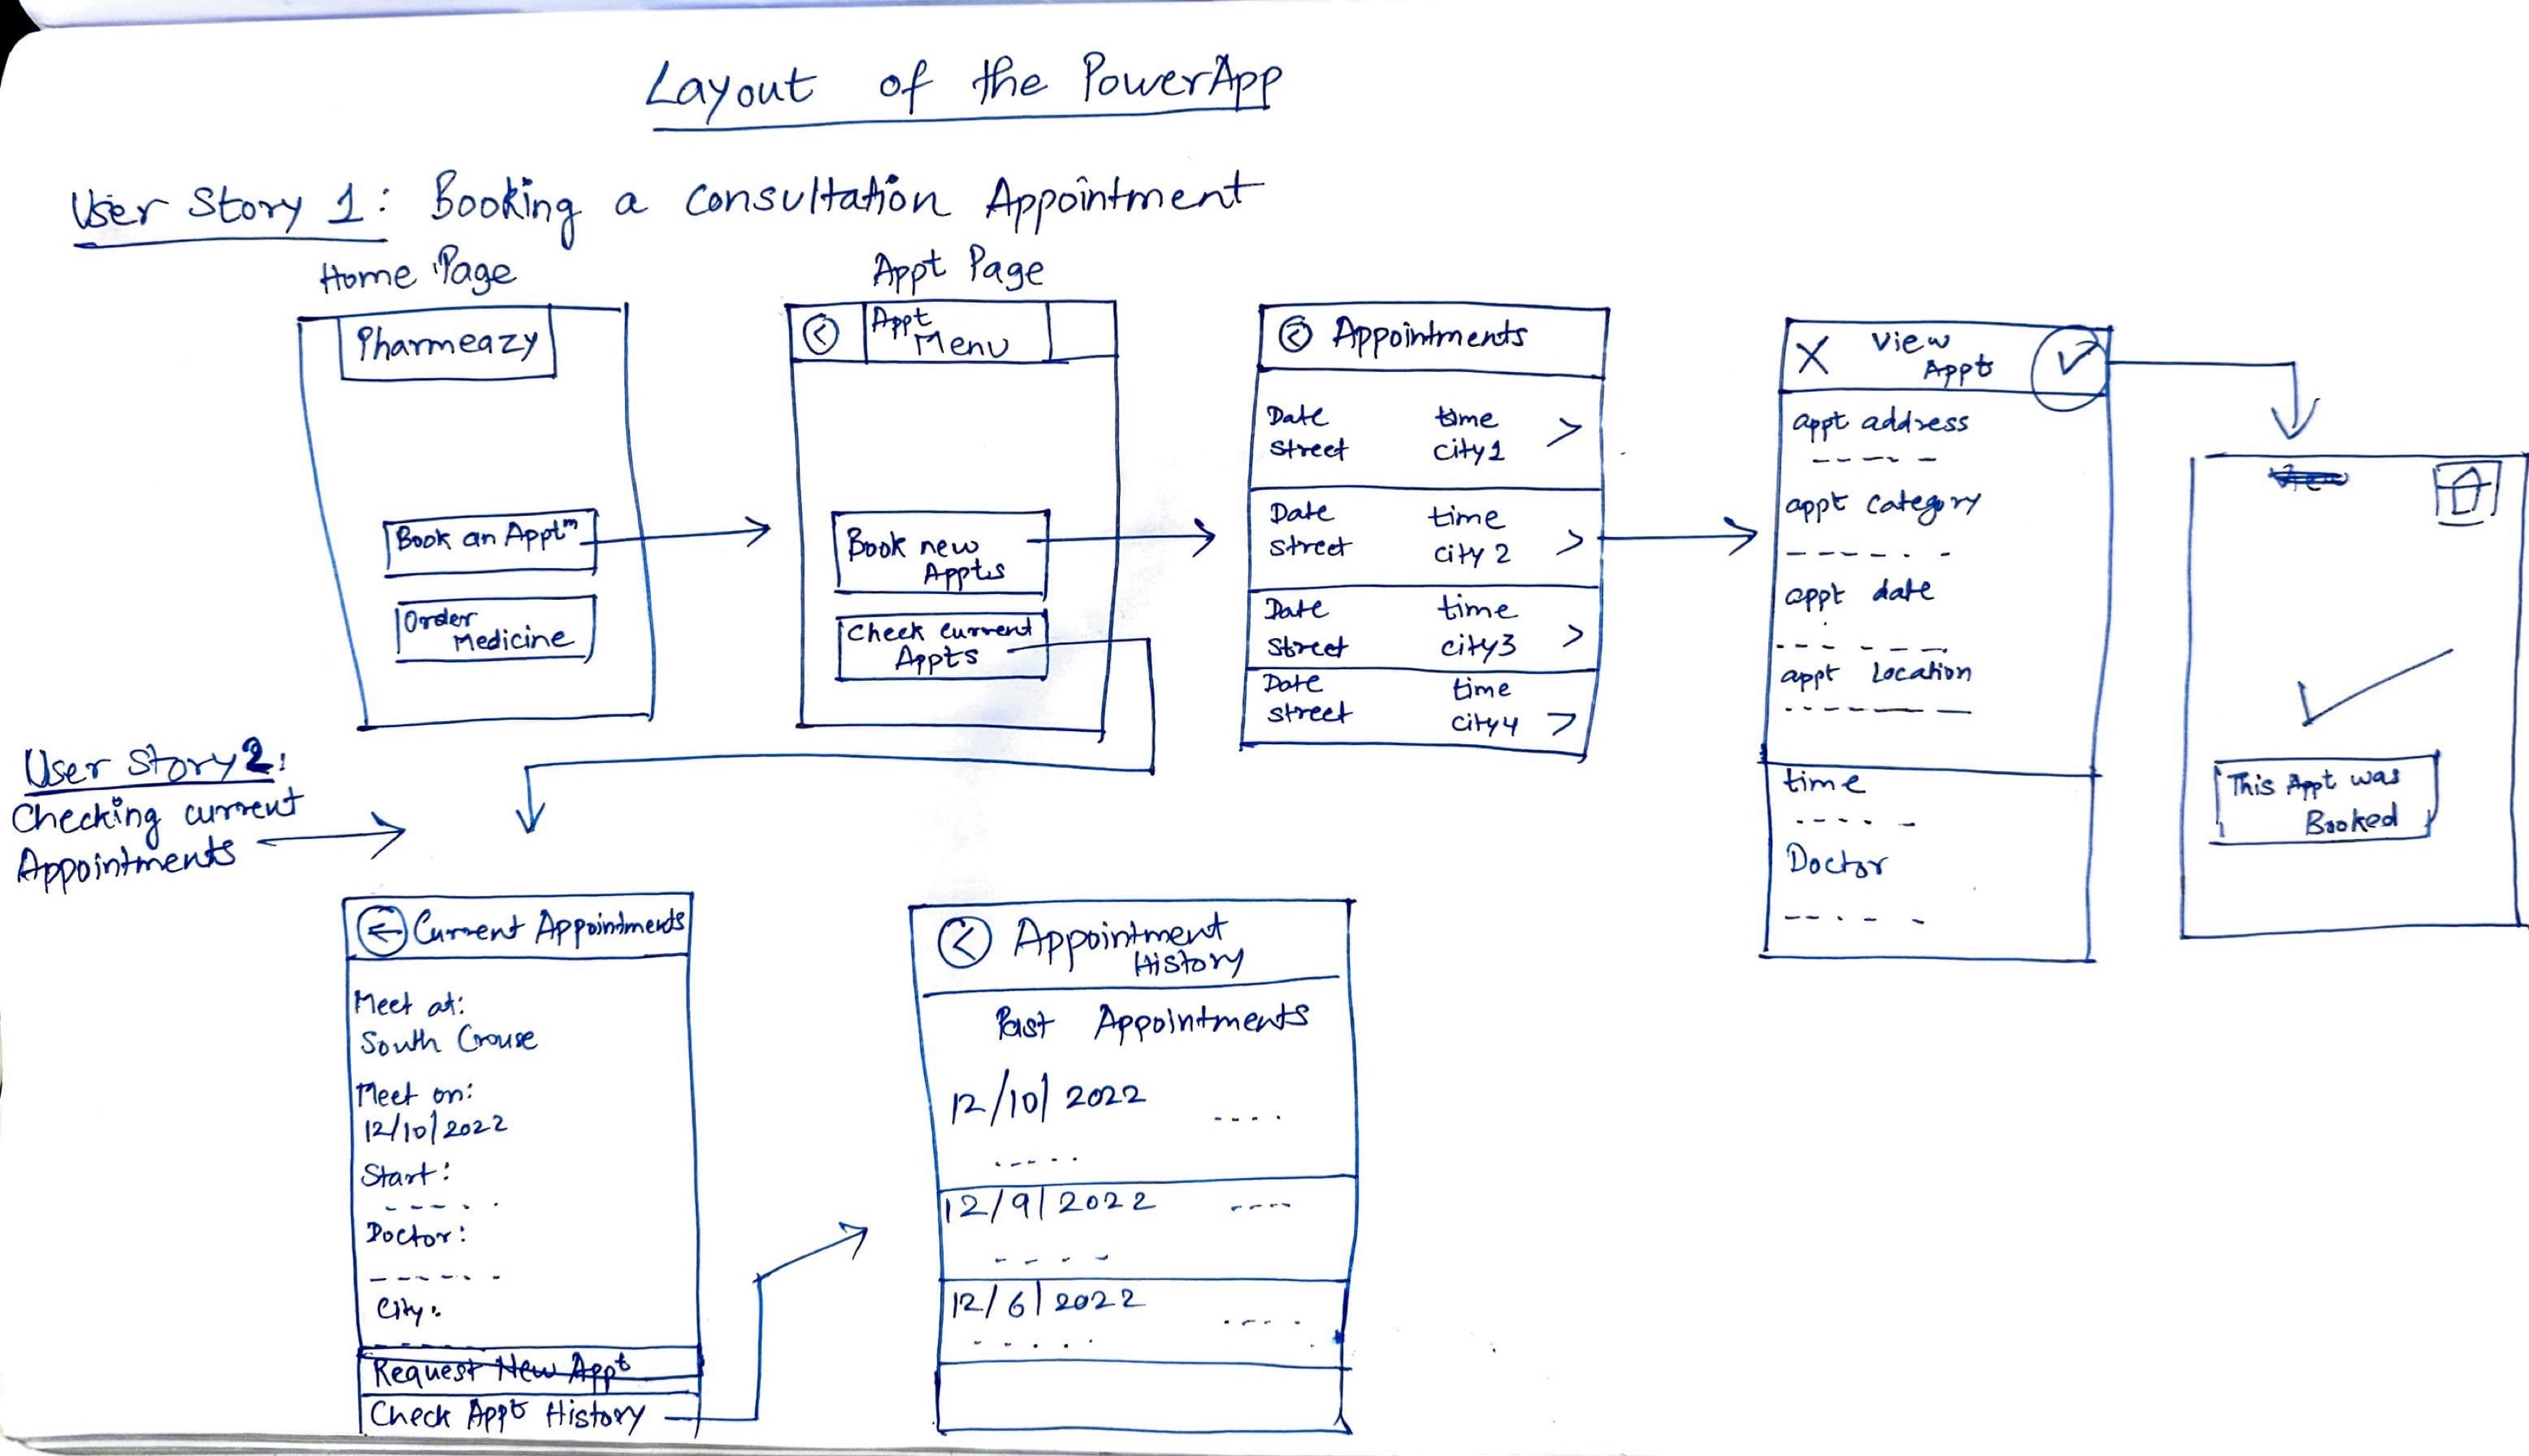 Layout of the PowerApp
User Story 1: Booking a consultation Appointment
Home Page
Pharmeazy
Book an Apptm
Order
Medicine
Appt Page
Appt
Menu
Book new
Appts
Check current
Appts
Appointments
Date time
Street city1
Date time
Street city 2
Date time
Street city3
Date time
street city4
X View
Appt
appt address
appt category
appt date
appt location
time
Doctor
This Appt was
Booked
User Story 2:
Checking current
Appointments
Current Appointments
Meet at:
South Crouse
Meet on:
12/10/2022
Start:
Doctor:
City:
Request New Appt
Check Appt History
Appointment
History
Past Appointments
12/10/2022
12/9/2022
12/6/2022